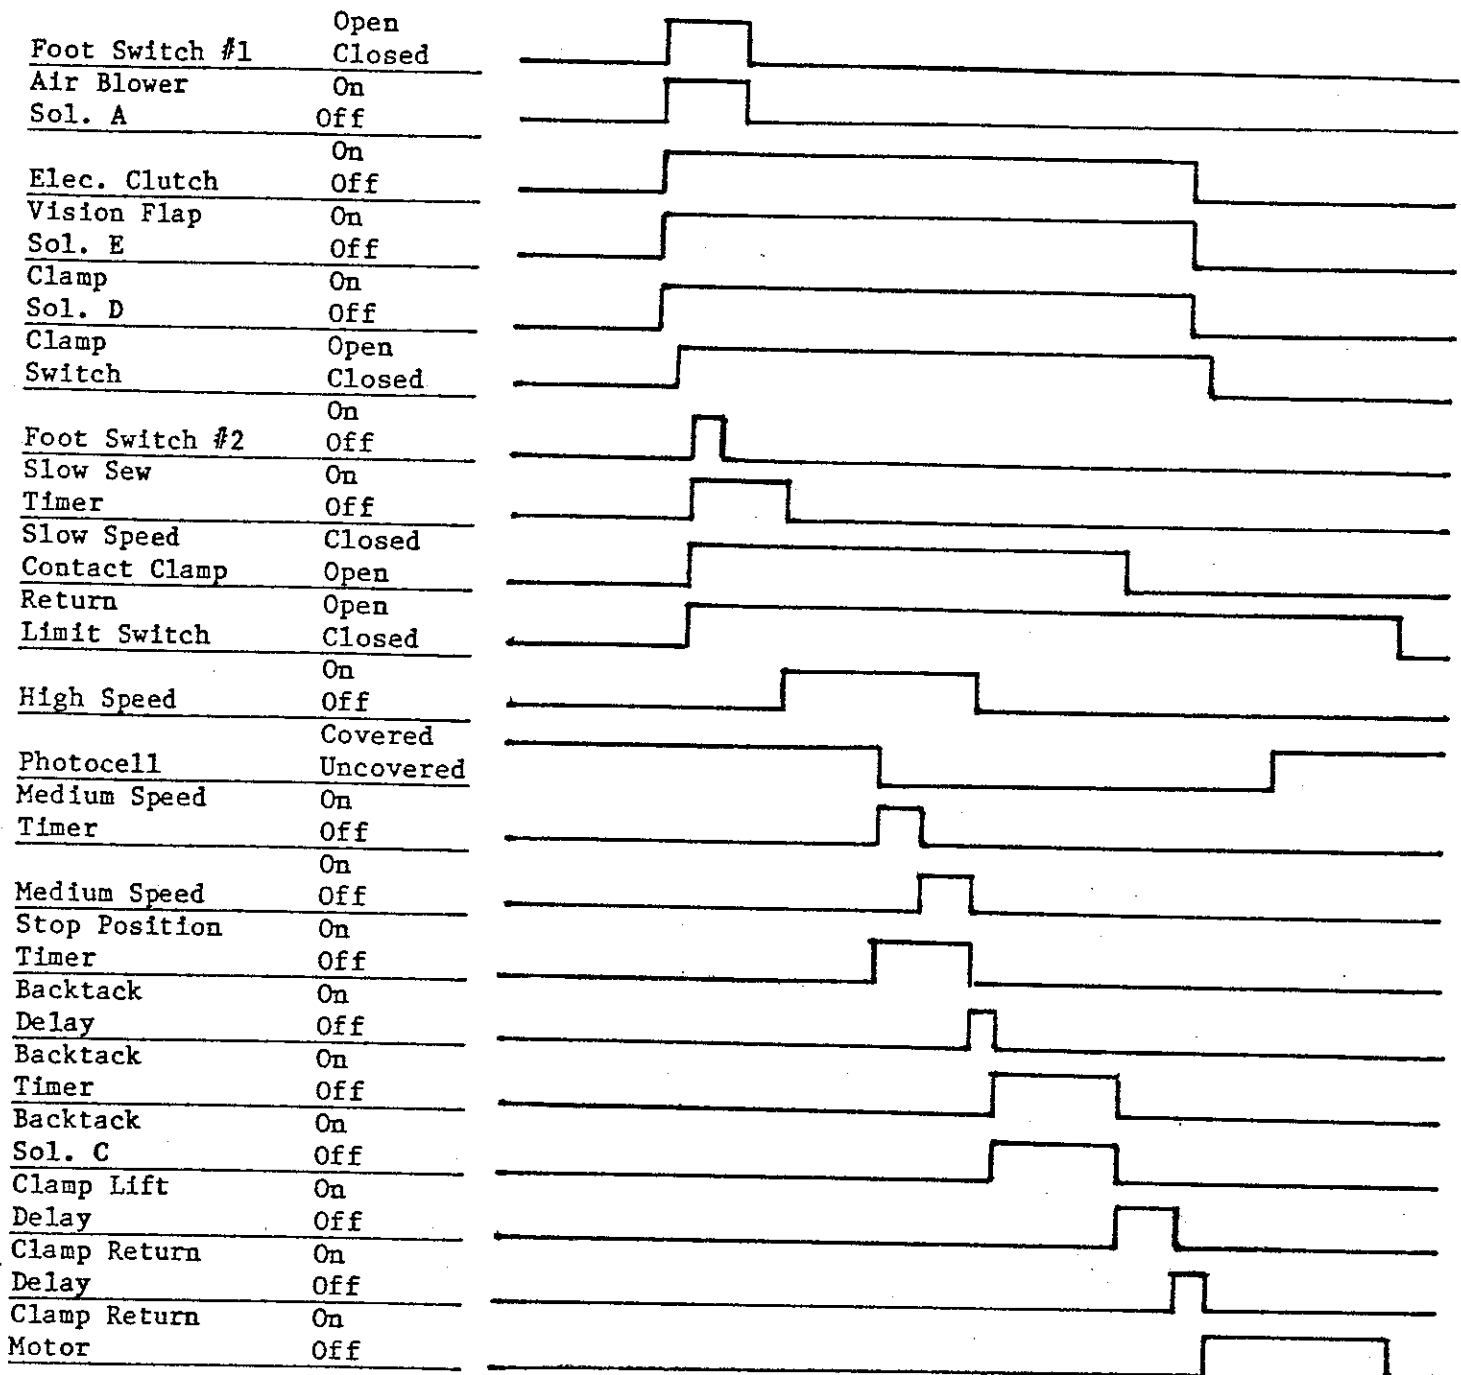 Open
Foot Switch #1 Closed
Air Blower On
Sol. A Off
On
Elec. Clutch Off
Vision Flap On
Sol. E Off
Clamp On
Sol. D Off
Clamp Open
Switch Closed
On
Foot Switch #2 Off
Slow Sew On
Timer Off
Slow Speed Closed
Contact Clamp Open
Return Open
Limit Switch Closed
On
High Speed Off
Covered
Photocell Uncovered
Medium Speed On
Timer Off
On
Medium Speed Off
Stop Position On
Timer Off
Backtack On
Delay Off
Backtack On
Timer Off
Backtack On
Sol. C Off
Clamp Lift On
Delay Off
Clamp Return On
Delay Off
Clamp Return On
Motor Off